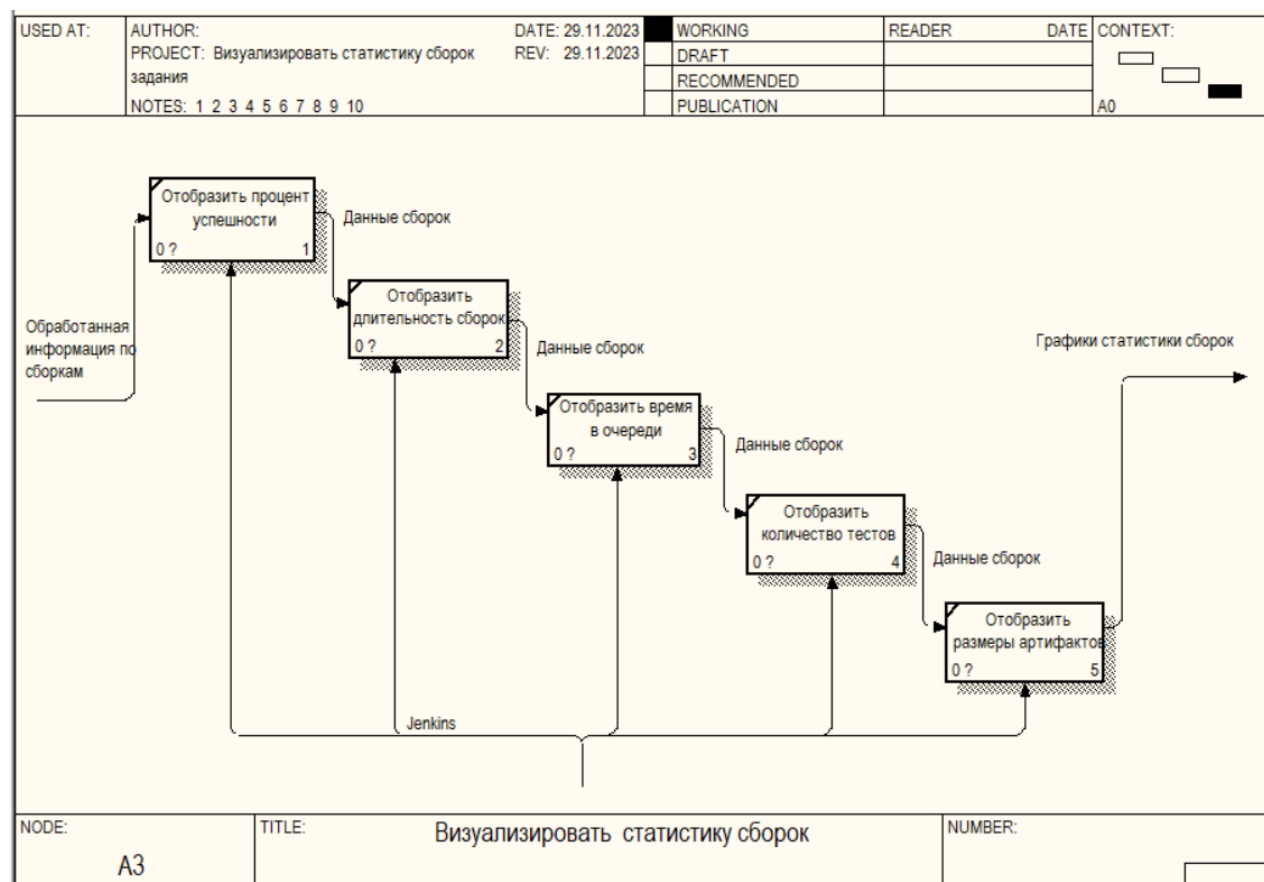 USED AT:
AUTHOR:
DATE: 29.11.2023
PROJECT: Визуализировать статистику сборок
задания
REV: 29.11.2023
NOTES: 1 2 3 4 5 6 7 8 9 10
WORKING
DRAFT
RECOMMENDED
PUBLICATION
READER
DATE
CONTEXT:
A0
Отобразить процент
успешности
0 ?
1
Данные сборок
Отобразить
длительность сборок
0 ?
2
Данные сборок
Обработанная
информация по
сборкам
Графики статистики сборок
Отобразить время
в очереди
0 ?
3
Данные сборок
Отобразить
количество тестов
0 ?
4
Данные сборок
Отобразить
размеры артифактов
0 ?
5
Jenkins
NODE:
A3
TITLE:
Визуализировать статистику сборок
NUMBER: